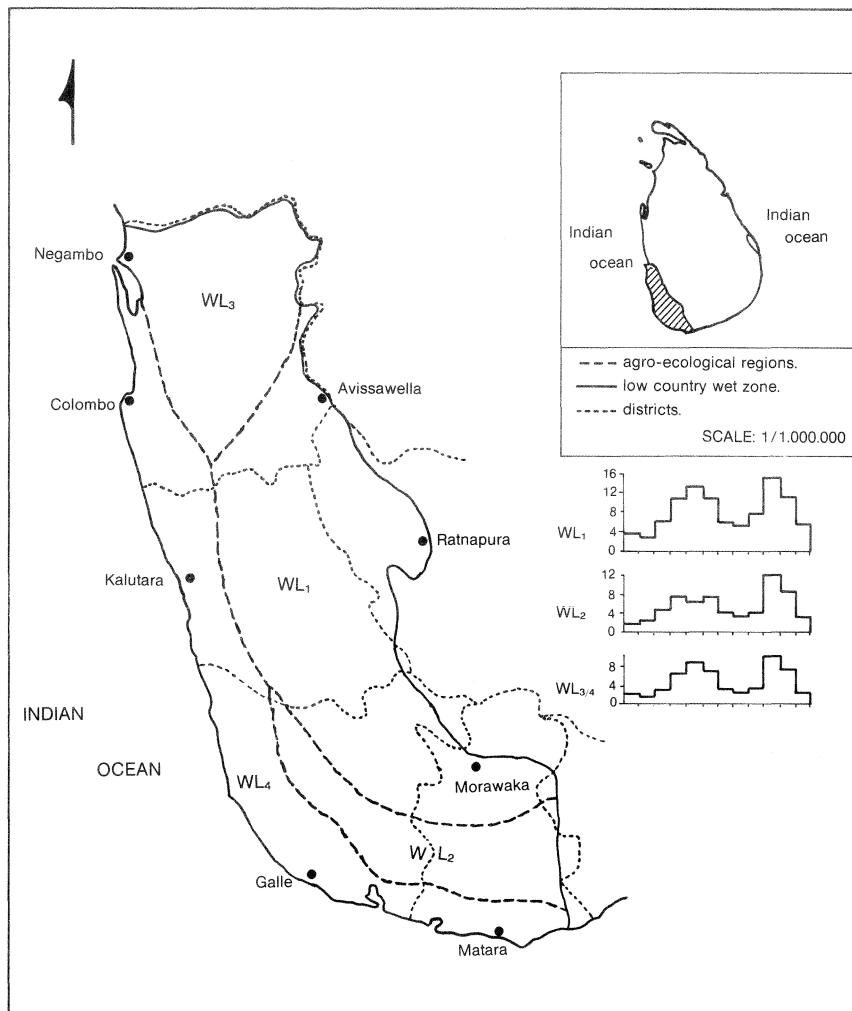 Indian
ocean
Indian
ocean
agro-ecological regions.
low country wet zone.
districts.
SCALE: 1/1.000.000
Negambo
WL₃
Colombo
Avissawella
Ratnapura
Kalutara
WL₁
INDIAN
OCEAN
WL₄
Morawaka
WL₂
Galle
Matara
16
12
8
4
0
WL₁
12
8
4
0
WL₂
8
4
0
WL₃/₄